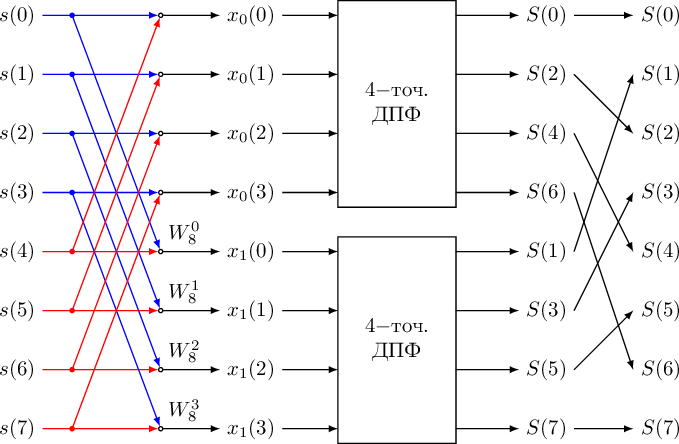 s(0) x₀(0) S(0) S(0)
s(1) x₀(1) S(2) S(1)
4−точ.
ДПФ
s(2) x₀(2) S(4) S(2)
s(3) x₀(3) S(6) S(3)
W₈⁰
s(4) x₁(0) S(1) S(4)
W₈¹
s(5) x₁(1) S(3) S(5)
4−точ.
ДПФ
W₈²
s(6) x₁(2) S(5) S(6)
W₈³
s(7) x₁(3) S(7) S(7)